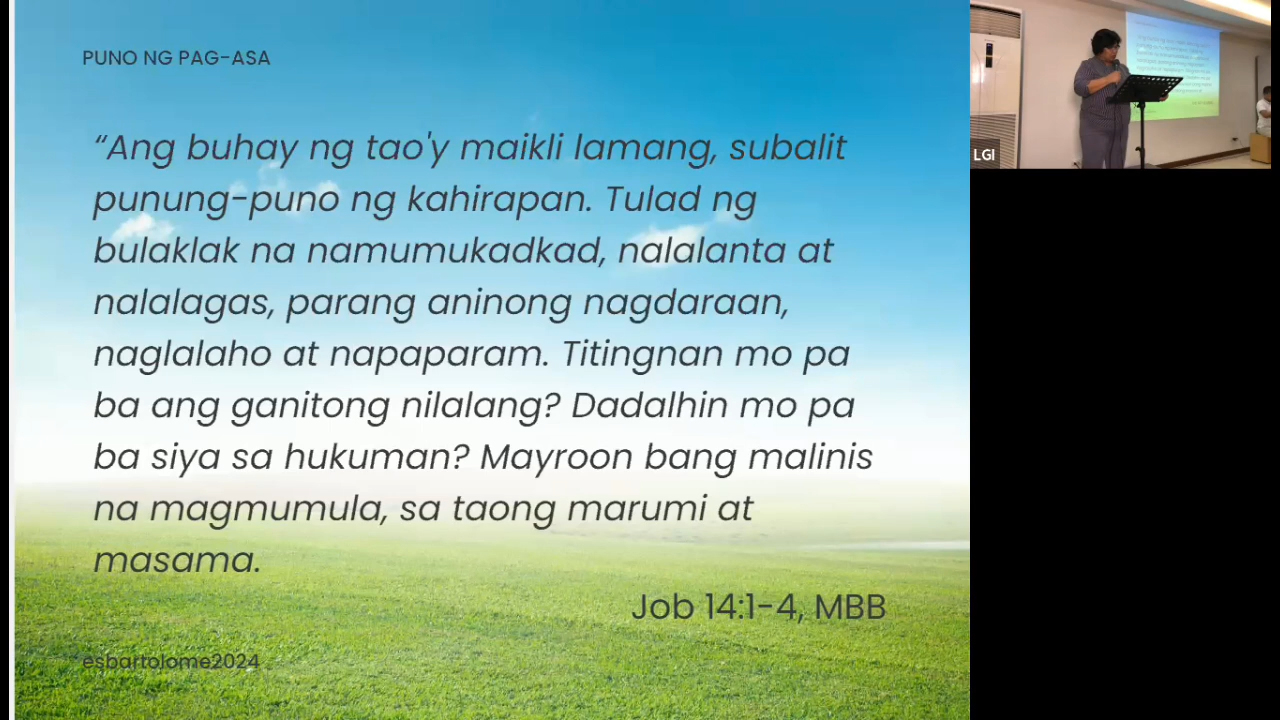 PUNO NG PAG-ASA
“Ang buhay ng tao'y maikli lamang, subalit
punung-puno ng kahirapan. Tulad ng
bulaklak na namumukadkad, nalalanta at
nalalagas, parang aninong nagdaraan,
naglalaho at napaparam. Titingnan mo pa
ba ang ganitong nilalang? Dadalhin mo pa
ba siya sa hukuman? Mayroon bang malinis
na magmumula, sa taong marumi at
masama.
Job 14:1-4, MBB
esbartolome2024
LGI